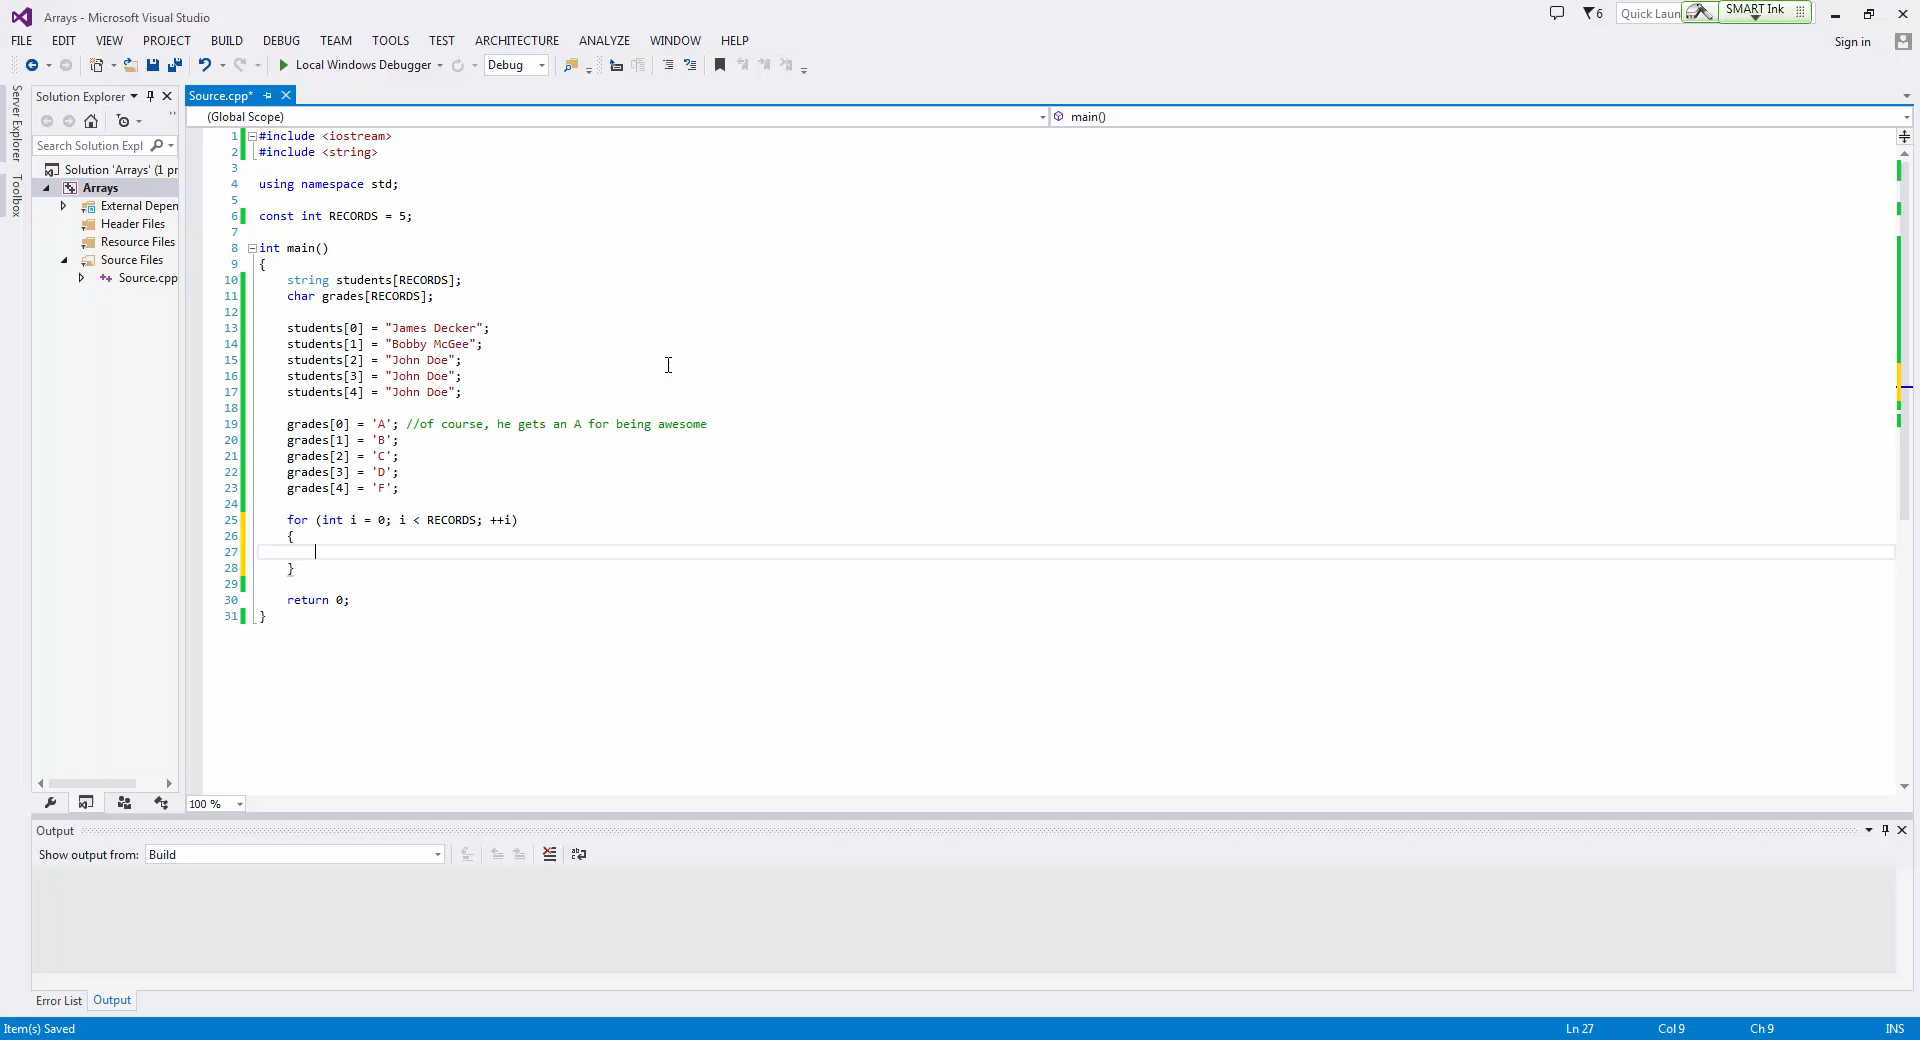 Arrays - Microsoft Visual Studio
6
Quick Laun
SMART Ink
FILE EDIT VIEW PROJECT BUILD DEBUG TEAM TOOLS TEST ARCHITECTURE ANALYZE WINDOW HELP
Sign in
Local Windows Debugger
Debug
Server Explorer
Toolbox
Solution Explorer
Search Solution Expl
Solution 'Arrays' (1 pr
Arrays
External Depen
Header Files
Resource Files
Source Files
Source.cpp
Source.cpp*
(Global Scope)
main()
1 #include <iostream>
2 #include <string>
3
4 using namespace std;
5
6 const int RECORDS = 5;
7
8 int main()
9 {
10 string students[RECORDS];
11 char grades[RECORDS];
12
13 students[0] = "James Decker";
14 students[1] = "Bobby McGee";
15 students[2] = "John Doe";
16 students[3] = "John Doe";
17 students[4] = "John Doe";
18
19 grades[0] = 'A'; //of course, he gets an A for being awesome
20 grades[1] = 'B';
21 grades[2] = 'C';
22 grades[3] = 'D';
23 grades[4] = 'F';
24
25 for (int i = 0; i < RECORDS; ++i)
26 {
27
28 }
29
30 return 0;
31 }
100 %
Output
Show output from: Build
Error List Output
Item(s) Saved
Ln 27 Col 9 Ch 9 INS